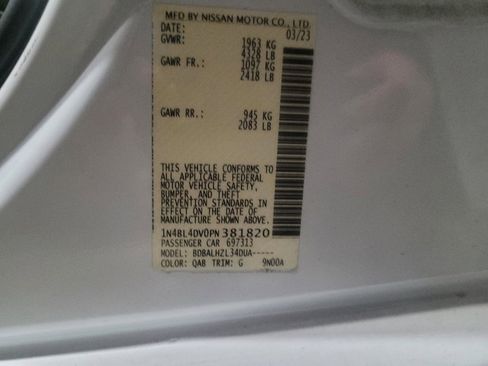 MFD BY NISSAN MOTOR CO., LTD.
DATE: 03/23
GVWR: 1963 KG
4328 LB
GAWR FR.: 1097 KG
2418 LB
GAWR RR.: 945 KG
2083 LB
THIS VEHICLE CONFORMS TO
ALL APPLICABLE FEDERAL
MOTOR VEHICLE SAFETY,
BUMPER, AND THEFT
PREVENTION STANDARDS IN
EFFECT ON THE DATE OF
MANUFACTURE SHOWN ABOVE.
1N4BL4DV0PN381820
PASSENGER CAR 697313
MODEL: BDBALHZL34DUA-----
COLOR: QAB TRIM: G 9N00A